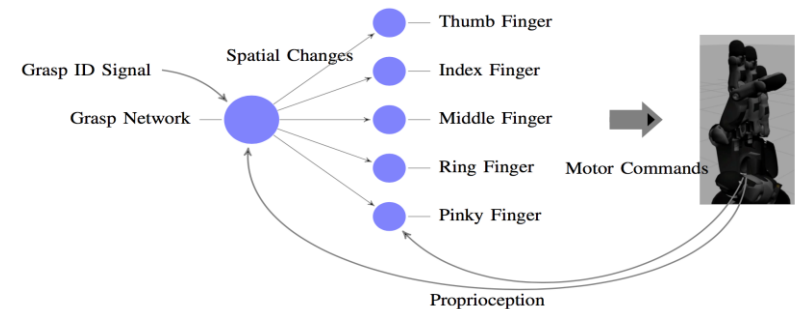 Thumb Finger
Spatial Changes
Grasp ID Signal
Index Finger
Grasp Network
Middle Finger
Ring Finger
Motor Commands
Pinky Finger
Proprioception